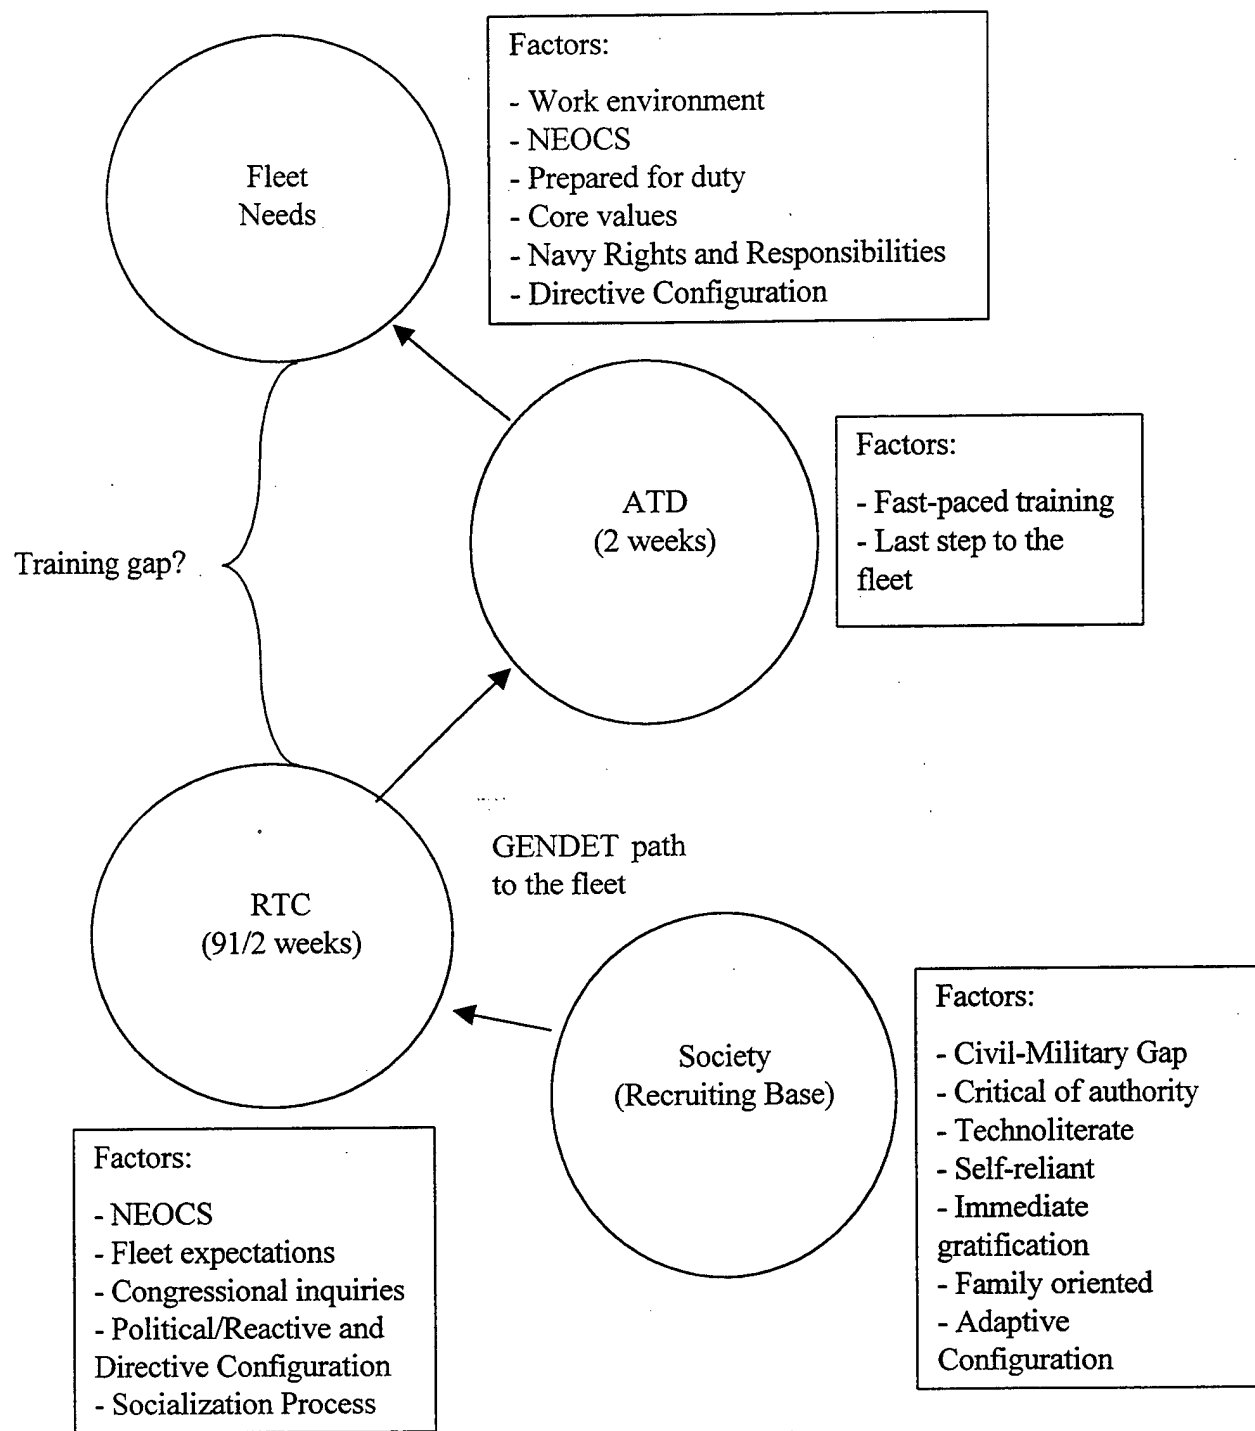 Factors:
- Work environment
- NEOCS
- Prepared for duty
- Core values
- Navy Rights and Responsibilities
- Directive Configuration
Fleet
Needs
Factors:
- Fast-paced training
- Last step to the
fleet
ATD
(2 weeks)
Training gap?
GENDET path
to the fleet
RTC
(91/2 weeks)
Society
(Recruiting Base)
Factors:
- Civil-Military Gap
- Critical of authority
- Technoliterate
- Self-reliant
- Immediate
gratification
- Family oriented
- Adaptive
Configuration
Factors:
- NEOCS
- Fleet expectations
- Congressional inquiries
- Political/Reactive and
Directive Configuration
- Socialization Process